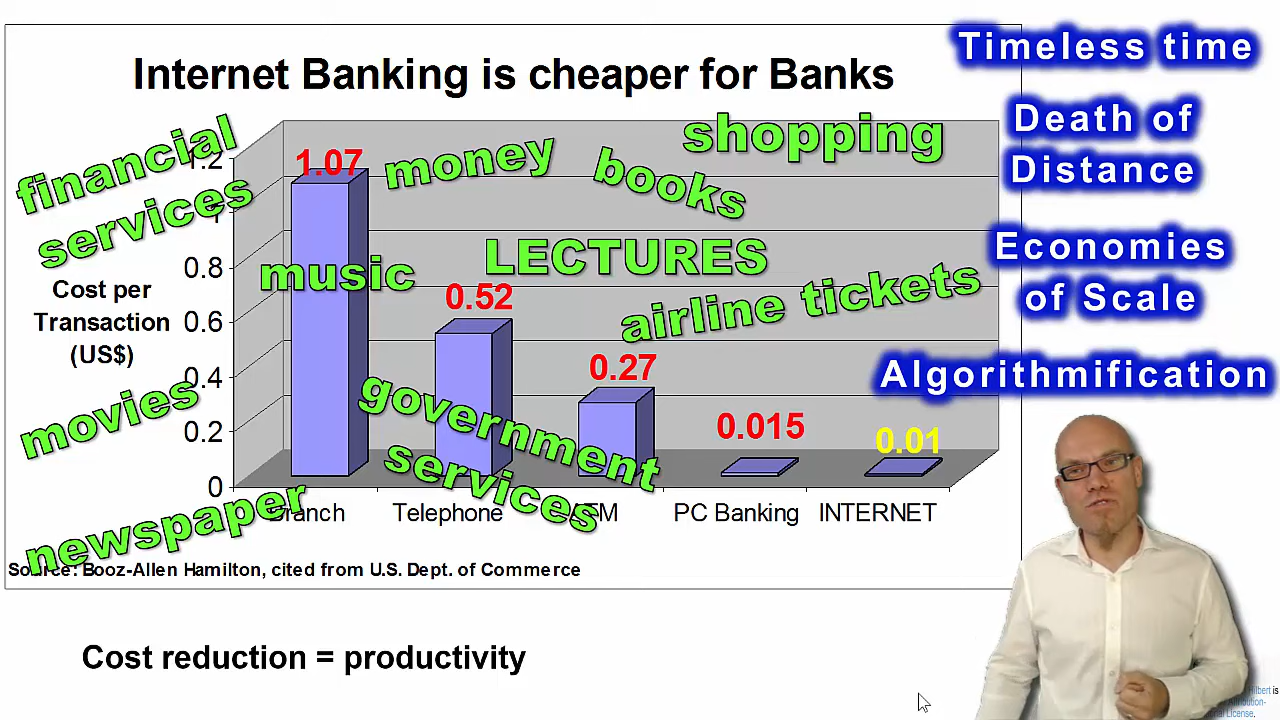 Internet Banking is cheaper for Banks
Timeless time
Death of
Distance
Economies
of Scale
Algorithmification
financial
services
money
books
shopping
music
LECTURES
airline tickets
movies
government
services
newspaper
Cost per
Transaction
(US$)
1
0.8
0.6
0.4
0.2
0
1.07
0.52
0.27
0.015
0.01
Branch
Telephone
PC Banking
INTERNET
Source: Booz-Allen Hamilton, cited from U.S. Dept. of Commerce
Cost reduction = productivity
is
License.